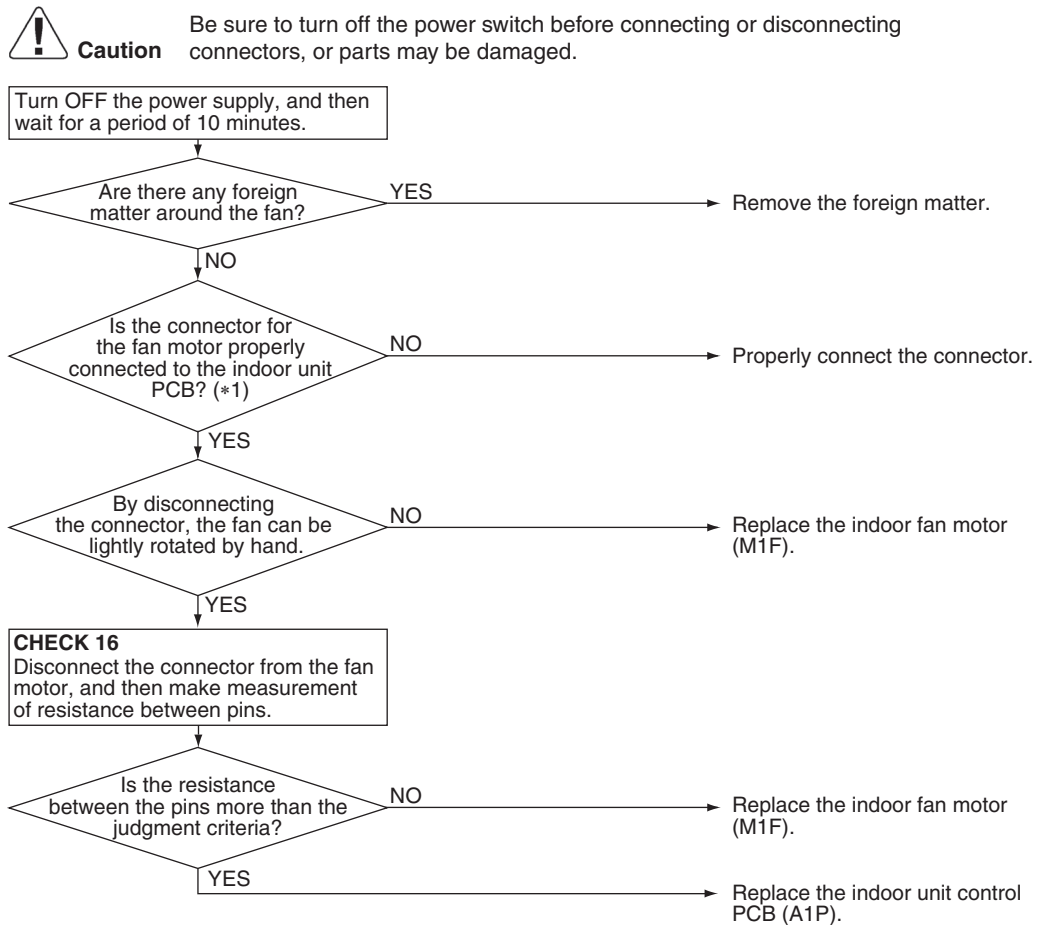 Be sure to turn off the power switch before connecting or disconnecting
Caution connectors, or parts may be damaged.
Turn OFF the power supply, and then
wait for a period of 10 minutes.
Are there any foreign
matter around the fan?
YES
Remove the foreign matter.
NO
Is the connector for
the fan motor properly
connected to the indoor unit
PCB? (*1)
NO
Properly connect the connector.
YES
By disconnecting
the connector, the fan can be
lightly rotated by hand.
NO
Replace the indoor fan motor
(M1F).
YES
CHECK 16
Disconnect the connector from the fan
motor, and then make measurement
of resistance between pins.
Is the resistance
between the pins more than the
judgment criteria?
NO
Replace the indoor fan motor
(M1F).
YES
Replace the indoor unit control
PCB (A1P).